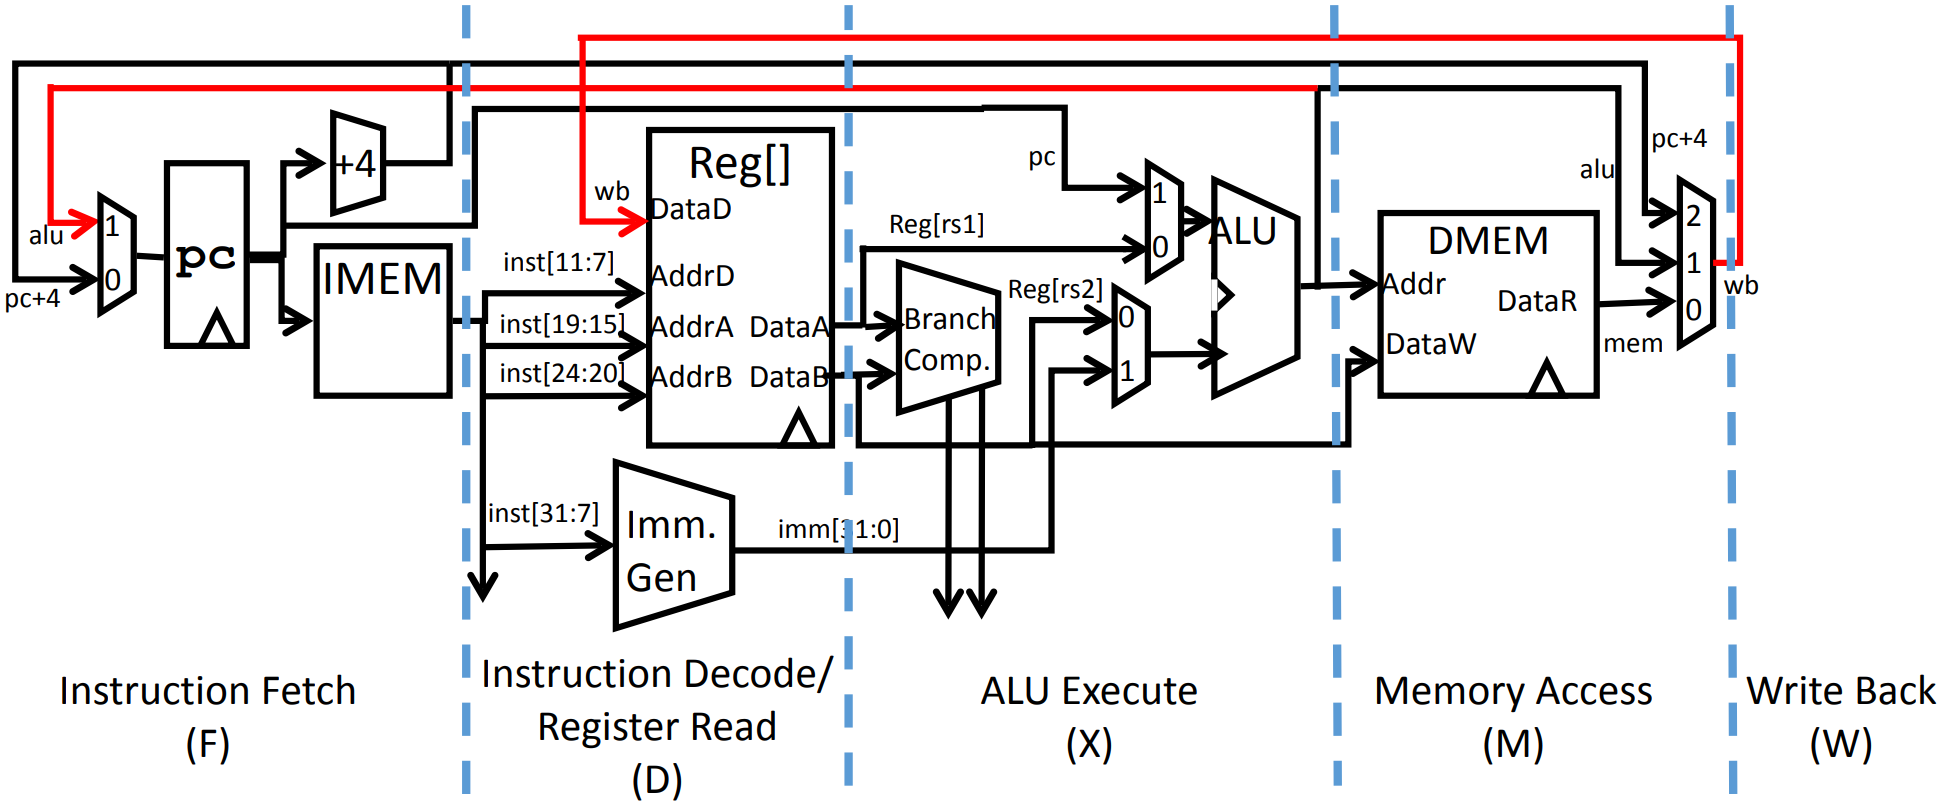 alu
pc+4
1
0
pc
+4
IMEM
wb
Reg[]
DataD
inst[11:7]
AddrD
inst[19:15]
AddrA DataA
inst[24:20]
AddrB DataB
inst[31:7]
Imm.
Gen
imm[31:0]
pc
Reg[rs1]
Reg[rs2]
Branch
Comp.
1
0
0
1
ALU
DMEM
Addr
DataR
DataW
pc+4
alu
mem
2
1
0
wb
Instruction Fetch
(F)
Instruction Decode/
Register Read
(D)
ALU Execute
(X)
Memory Access
(M)
Write Back
(W)